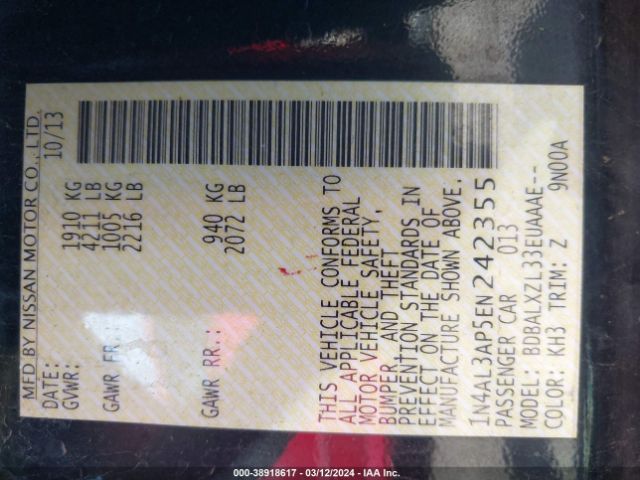 MFD BY NISSAN MOTOR CO., LTD.
DATE: 10/13
GVWR: 1910 KG
4211 LB
GAWR FR.: 1005 KG
2216 LB
GAWR RR.: 940 KG
2072 LB
THIS VEHICLE CONFORMS TO
ALL APPLICABLE FEDERAL
MOTOR VEHICLE SAFETY,
BUMPER AND THEFT
PREVENTION STANDARDS IN
EFFECT ON THE DATE OF
MANUFACTURE SHOWN ABOVE.
1N4AL3AP5EN242355
PASSENGER CAR 013
MODEL: BDBALXZL33EUAAAE--
COLOR: KH3 TRIM: Z 9N00A
000-38918617 - 03/12/2024 - IAA Inc.